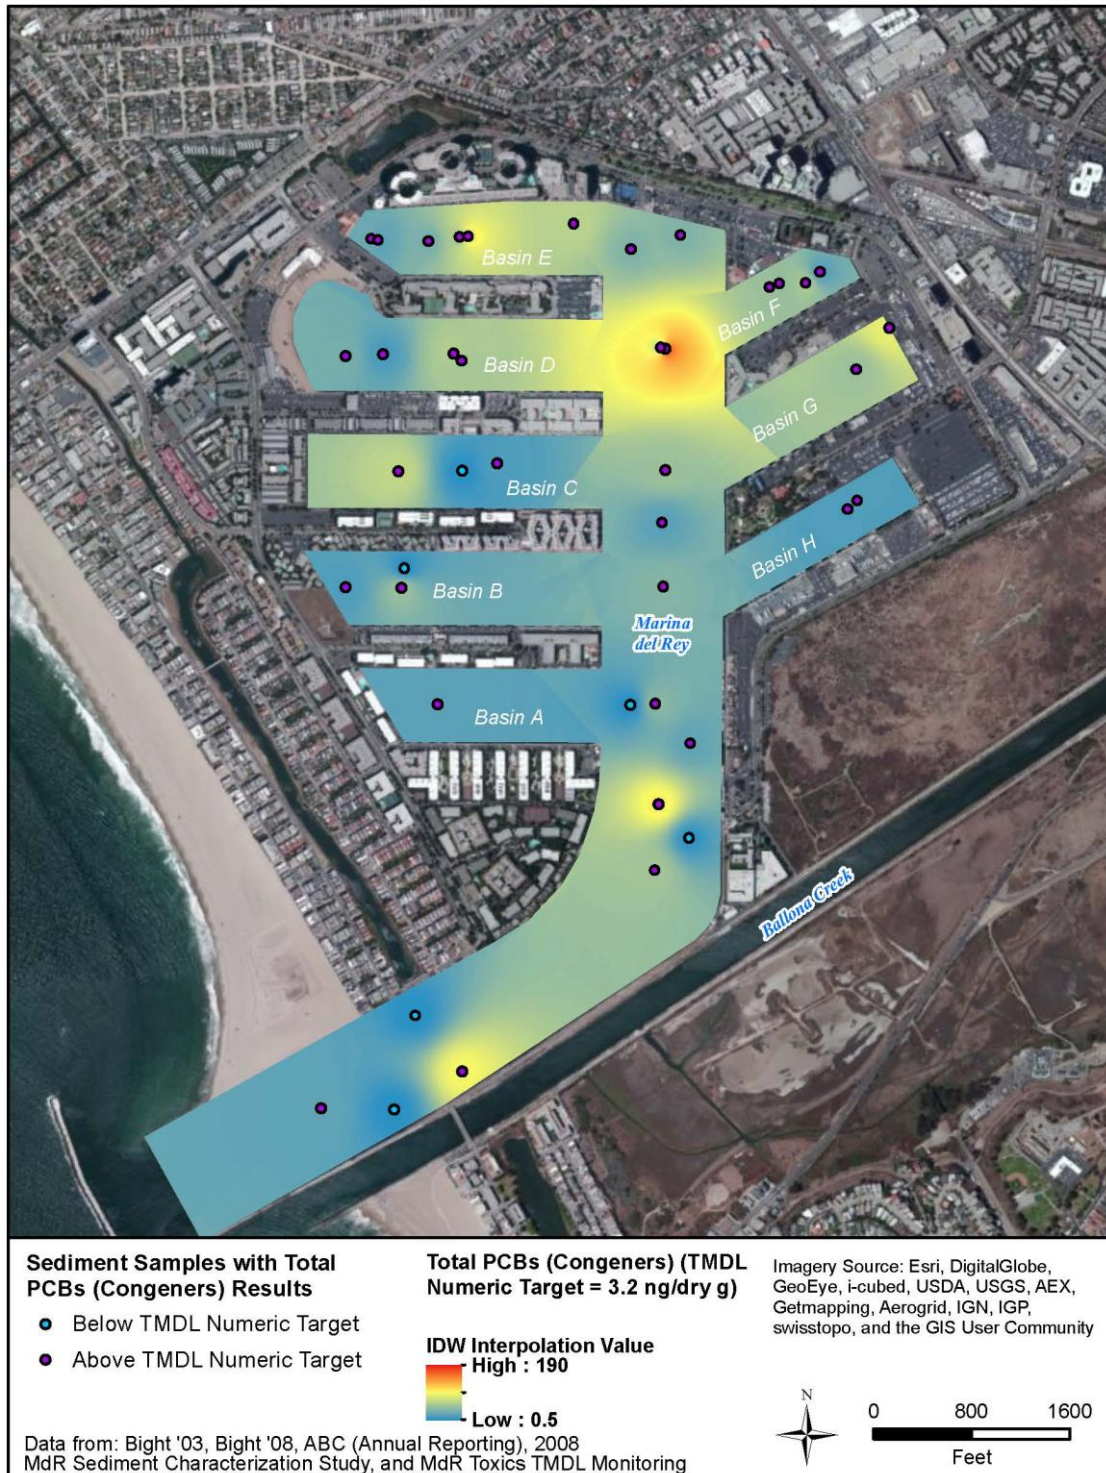 Basin E
Basin F
Basin D
Basin G
Basin C
Basin H
Basin B
Marina
del Rey
Basin A
Ballona Creek
Sediment Samples with Total
PCBs (Congeners) Results
Below TMDL Numeric Target
Above TMDL Numeric Target
Total PCBs (Congeners) (TMDL
Numeric Target = 3.2 ng/dry g)
IDW Interpolation Value
High : 190
Low : 0.5
Imagery Source: Esri, DigitalGlobe,
GeoEye, i-cubed, USDA, USGS, AEX,
Getmapping, Aerogrid, IGN, IGP,
swisstopo, and the GIS User Community
N
0 800 1600
Feet
Data from: Bight '03, Bight '08, ABC (Annual Reporting), 2008
MdR Sediment Characterization Study, and MdR Toxics TMDL Monitoring